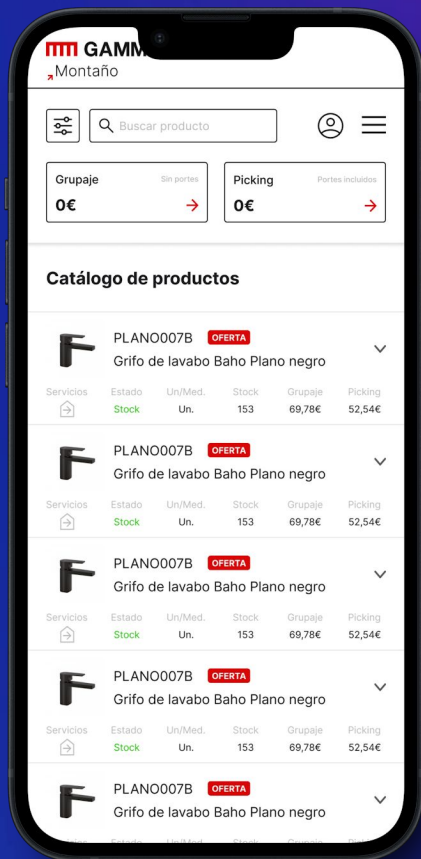 GAMM
Montaño
Buscar producto
Grupaje Sin portes
0€
Picking Portes incluidos
0€
Catálogo de productos
PLANO007B OFERTA
Grifo de lavabo Baho Plano negro
Servicios Estado Un/Med. Stock Grupaje Picking
Stock Un. 153 69,78€ 52,54€
PLANO007B OFERTA
Grifo de lavabo Baho Plano negro
Servicios Estado Un/Med. Stock Grupaje Picking
Stock Un. 153 69,78€ 52,54€
PLANO007B OFERTA
Grifo de lavabo Baho Plano negro
Servicios Estado Un/Med. Stock Grupaje Picking
Stock Un. 153 69,78€ 52,54€
PLANO007B OFERTA
Grifo de lavabo Baho Plano negro
Servicios Estado Un/Med. Stock Grupaje Picking
Stock Un. 153 69,78€ 52,54€
PLANO007B OFERTA
Grifo de lavabo Baho Plano negro